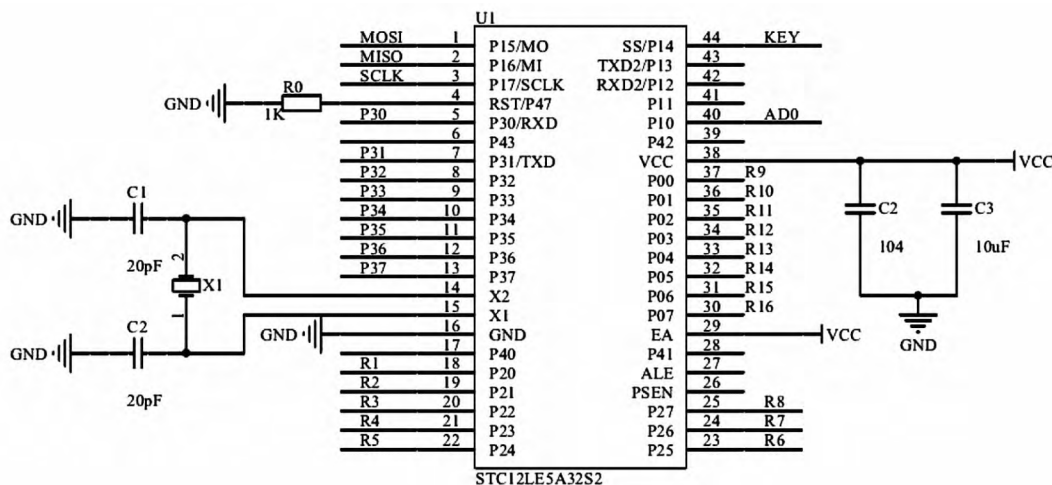 U1
MOSI 1 P15/MO SS/P14 44 KEY
MISO 2 P16/MI TXD2/P13 43
SCLK 3 P17/SCLK RXD2/P12 42
GND R0 1K 4 RST/P47 P11 41
P30 5 P30/RXD P10 40 AD0
6 P43 P42 39
P31 7 P31/TXD VCC 38 VCC
P32 8 P32 P00 37 R9
P33 9 P33 P01 36 R10
P34 10 P34 P02 35 R11
P35 11 P35 P03 34 R12
P36 12 P36 P04 33 R13
P37 13 P37 P05 32 R14
14 X2 P06 31 R15
15 X1 P07 30 R16
GND 16 GND EA 29 VCC
17 P40 P41 28
R1 18 P20 ALE 27
R2 19 P21 PSEN 26
R3 20 P22 P27 25 R8
R4 21 P23 P26 24 R7
R5 22 P24 P25 23 R6
STC12LE5A32S2
C1
GND
20pF
2
X1
1
C2
GND
20pF
C2 C3
104 10uF
GND